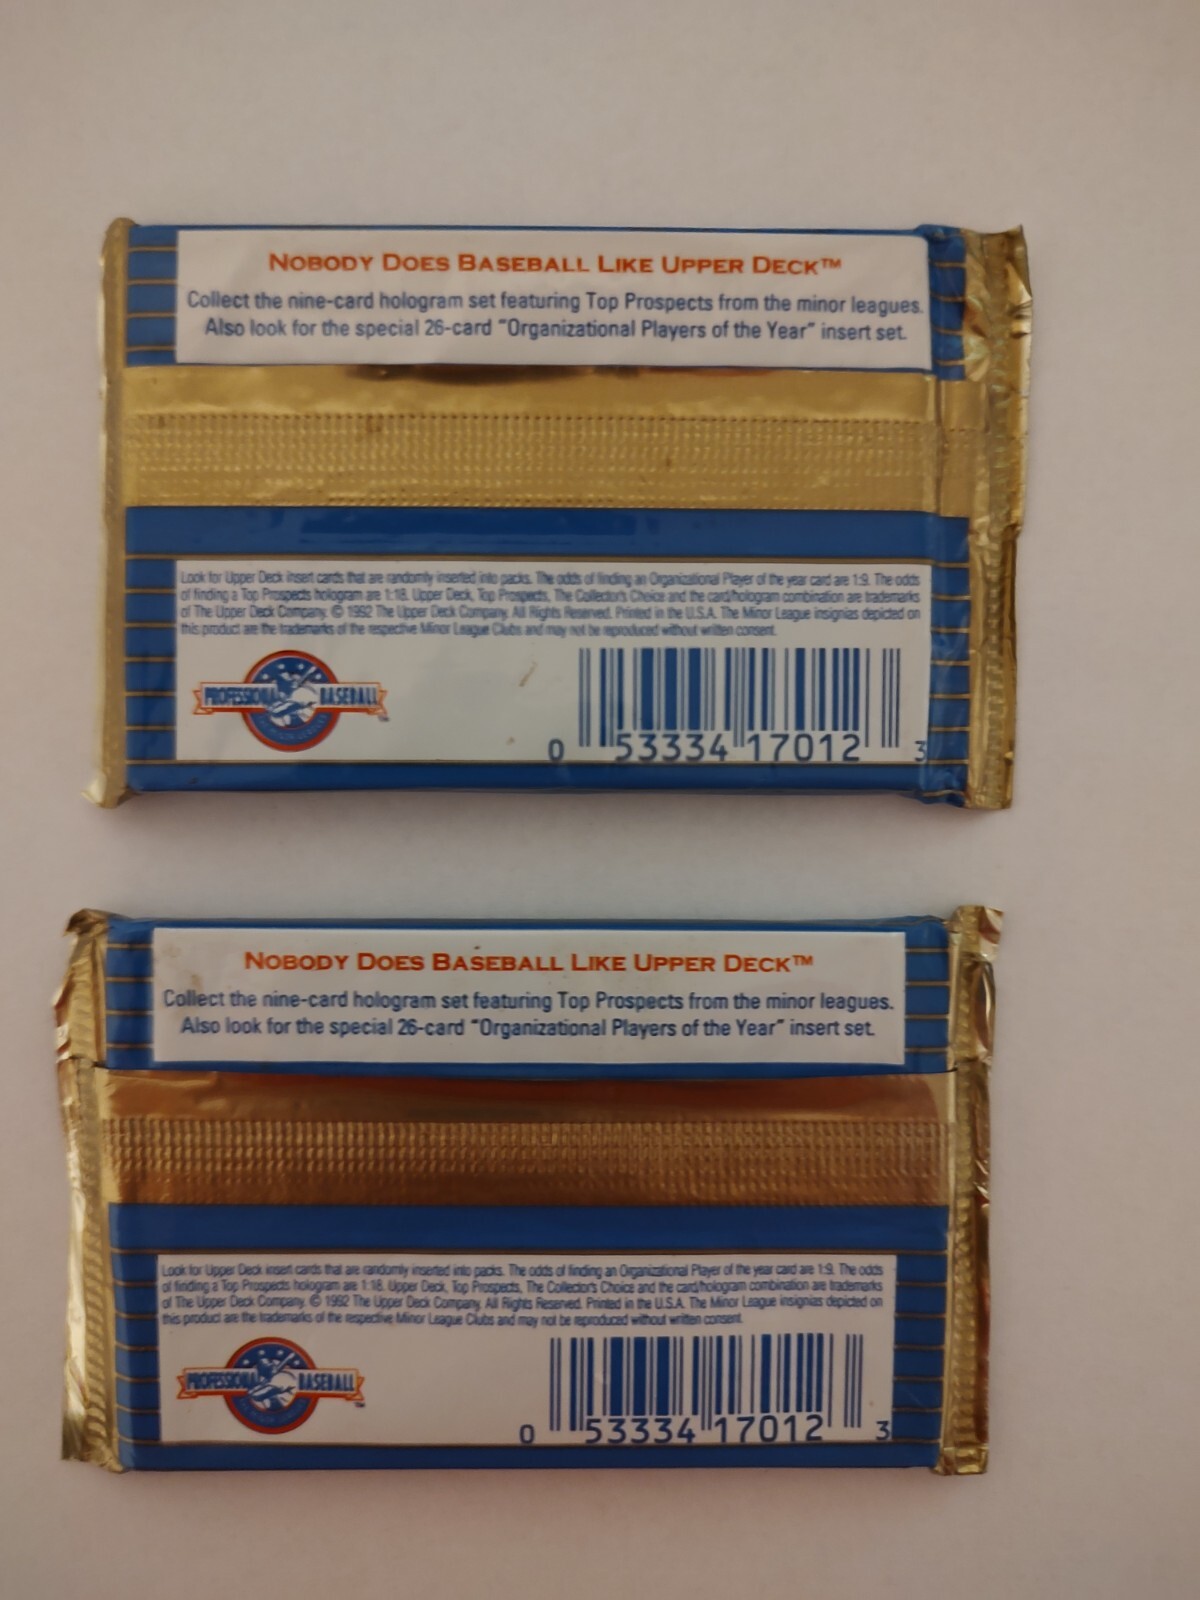 NOBODY DOES BASEBALL LIKE UPPER DECK™
Collect the nine-card hologram set featuring Top Prospects from the minor leagues.
Also look for the special 26-card "Organizational Players of the Year" insert set.
Look for Upper Deck insert cards that are randomly inserted into packs. The odds of finding an Organizational Player of the year card are 1:9. The odds
of finding a Top Prospects hologram are 1:18. Upper Deck, Top Prospects, The Collector's Choice and the card/hologram combination are trademarks
of The Upper Deck Company. © 1992 The Upper Deck Company. All Rights Reserved. Printed in the U.S.A. The Minor League insignias depicted on
this product are the trademarks of the respective Minor League Clubs and may not be reproduced without written consent.
PROFESSIONAL BASEBALL ™
0 53334 17012 3
NOBODY DOES BASEBALL LIKE UPPER DECK™
Collect the nine-card hologram set featuring Top Prospects from the minor leagues.
Also look for the special 26-card "Organizational Players of the Year" insert set.
Look for Upper Deck insert cards that are randomly inserted into packs. The odds of finding an Organizational Player of the year card are 1:9. The odds
of finding a Top Prospects hologram are 1:18. Upper Deck, Top Prospects, The Collector's Choice and the card/hologram combination are trademarks
of The Upper Deck Company. © 1992 The Upper Deck Company. All Rights Reserved. Printed in the U.S.A. The Minor League insignias depicted on
this product are the trademarks of the respective Minor League Clubs and may not be reproduced without written consent.
PROFESSIONAL BASEBALL ™
0 53334 17012 3